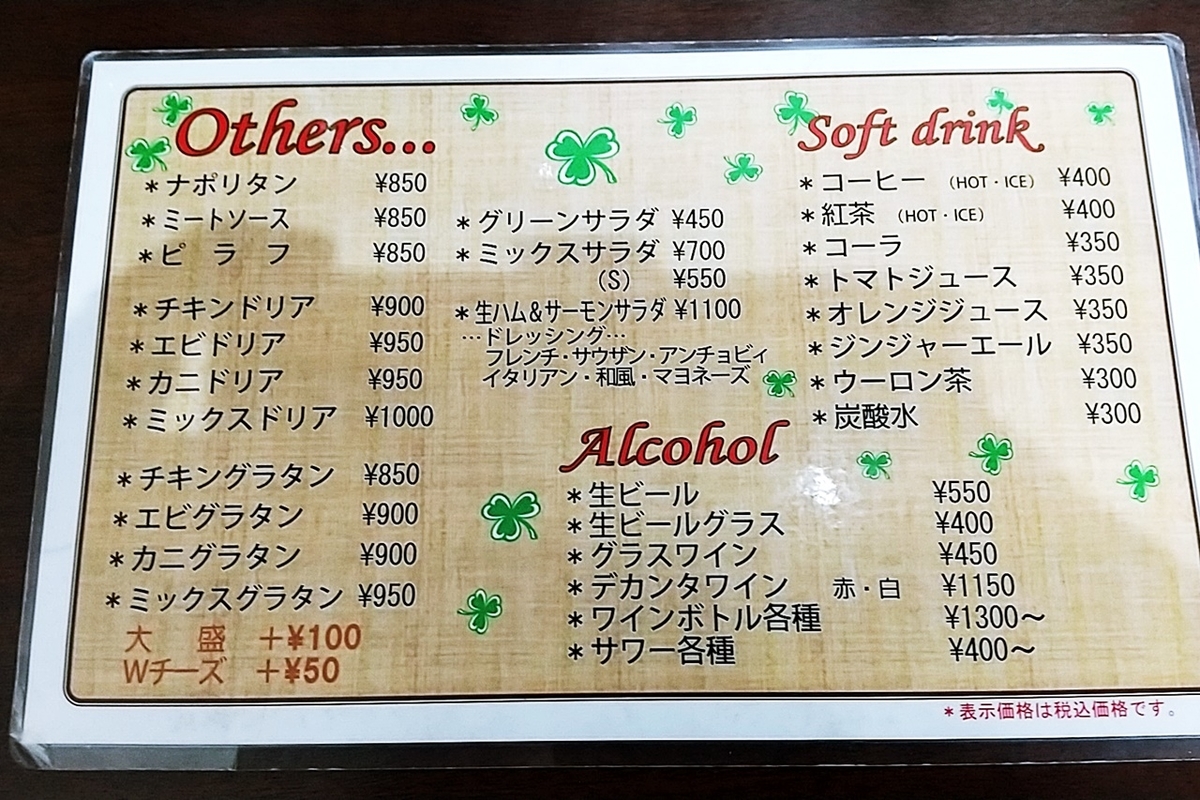 Others...
＊ナポリタン ¥850
＊ミートソース ¥850
＊ピラフ ¥850
＊チキンドリア ¥900
＊エビドリア ¥950
＊カニドリア ¥950
＊ミックスドリア ¥1000
＊チキングラタン ¥850
＊エビグラタン ¥900
＊カニグラタン ¥900
＊ミックスグラタン ¥950
大盛 ＋¥100
Wチーズ ＋¥50
＊グリーンサラダ ¥450
＊ミックスサラダ ¥700
（S） ¥550
＊生ハム＆サーモンサラダ ¥1100
…ドレッシング…
フレンチ・サウザン・アンチョビィ
イタリアン・和風・マヨネーズ
Soft drink
＊コーヒー （HOT・ICE） ¥400
＊紅茶 （HOT・ICE） ¥400
＊コーラ ¥350
＊トマトジュース ¥350
＊オレンジジュース ¥350
＊ジンジャーエール ¥350
＊ウーロン茶 ¥300
＊炭酸水 ¥300
Alcohol
＊生ビール ¥550
＊生ビールグラス ¥400
＊グラスワイン ¥450
＊デカンタワイン 赤・白 ¥1150
＊ワインボトル各種 ¥1300〜
＊サワー各種 ¥400〜
＊表示価格は税込価格です。